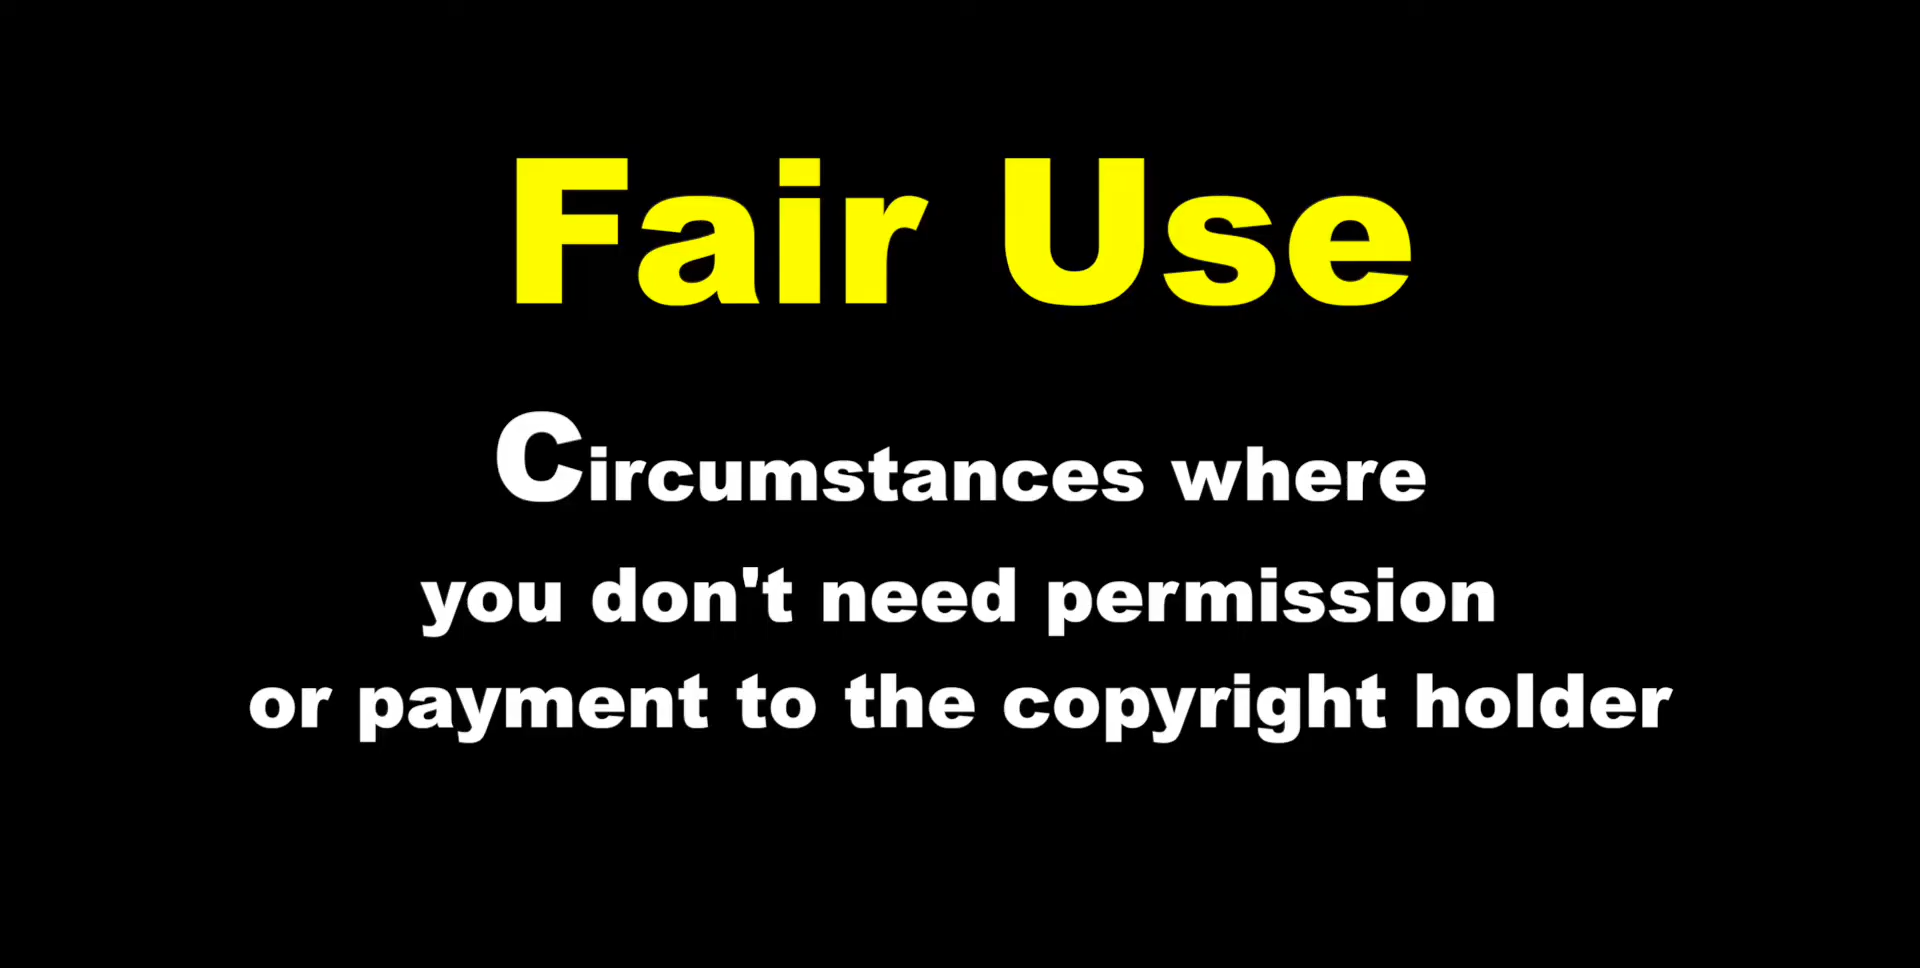 Fair Use
Circumstances where
you don't need permission
or payment to the copyright holder